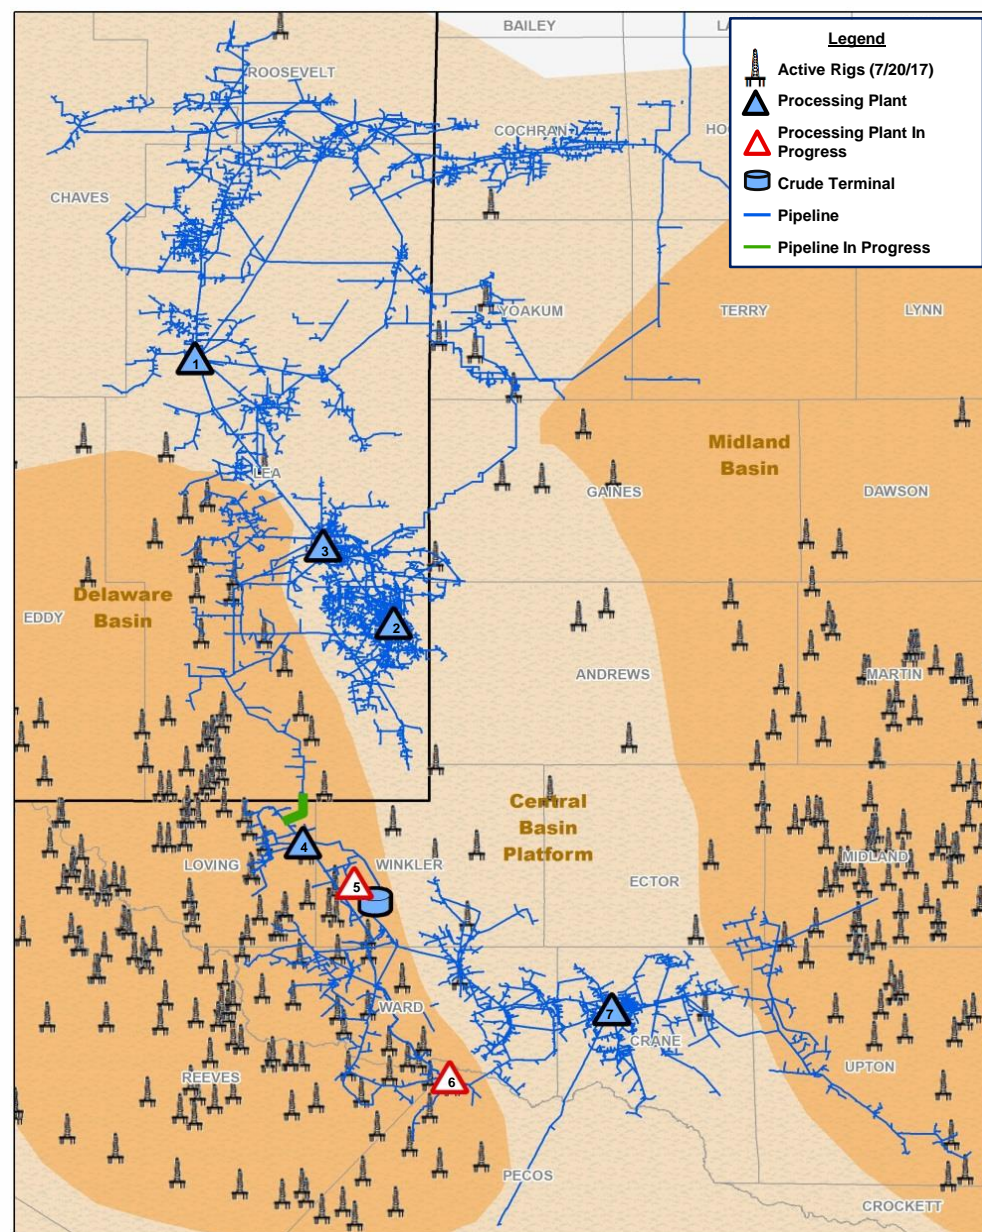 BAILEY
Legend
ROOSEVELT
Active Rigs (7/20/17)
Processing Plant
COCHRAN
Processing Plant In
Progress
CHAVES
Crude Terminal
Pipeline
Pipeline In Progress
YOAKUM
TERRY
LYNN
1
Midland
Basin
LEA
GAINES
DAWSON
3
Delaware
Basin
EDDY
2
ANDREWS
MARTIN
Central
Basin
Platform
4
LOVING
WINKLER
MIDLAND
5
ECTOR
WARD
7
CRANE
REEVES
6
UPTON
PECOS
CROCKETT